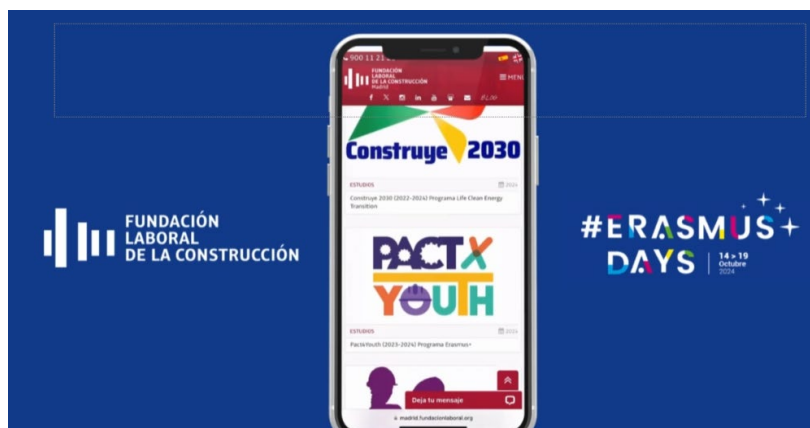 FUNDACIÓN
LABORAL
DE LA CONSTRUCCIÓN
FUNDACIÓN
LABORAL
DE LA CONSTRUCCIÓN
Madrid
MENÚ
Construye 2030
ESTUDIOS 2024
Construye 2030 (2022-2024) Programa Life Clean Energy
Transition
PACT X
YOUTH
ESTUDIOS 2024
Pact4Youth (2023-2024) Programa Erasmus+
Deja tu mensaje
madrid.fundacionlaboral.org
#ERASMUS+
DAYS
14 > 19
Octubre
2024